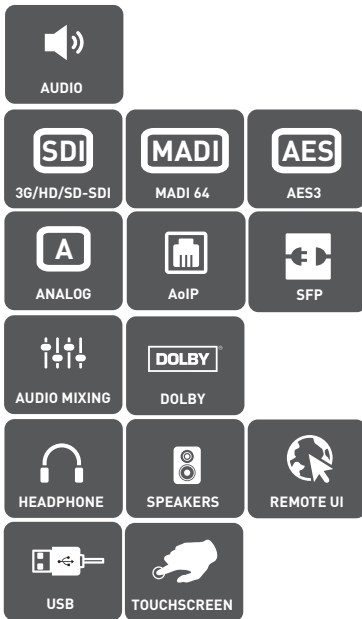 AUDIO
SDI MADI AES
3G/HD/SD-SDI MADI 64 AES3
A
ANALOG AoIP SFP
DOLBY®
AUDIO MIXING DOLBY
HEADPHONE SPEAKERS REMOTE UI
USB TOUCHSCREEN